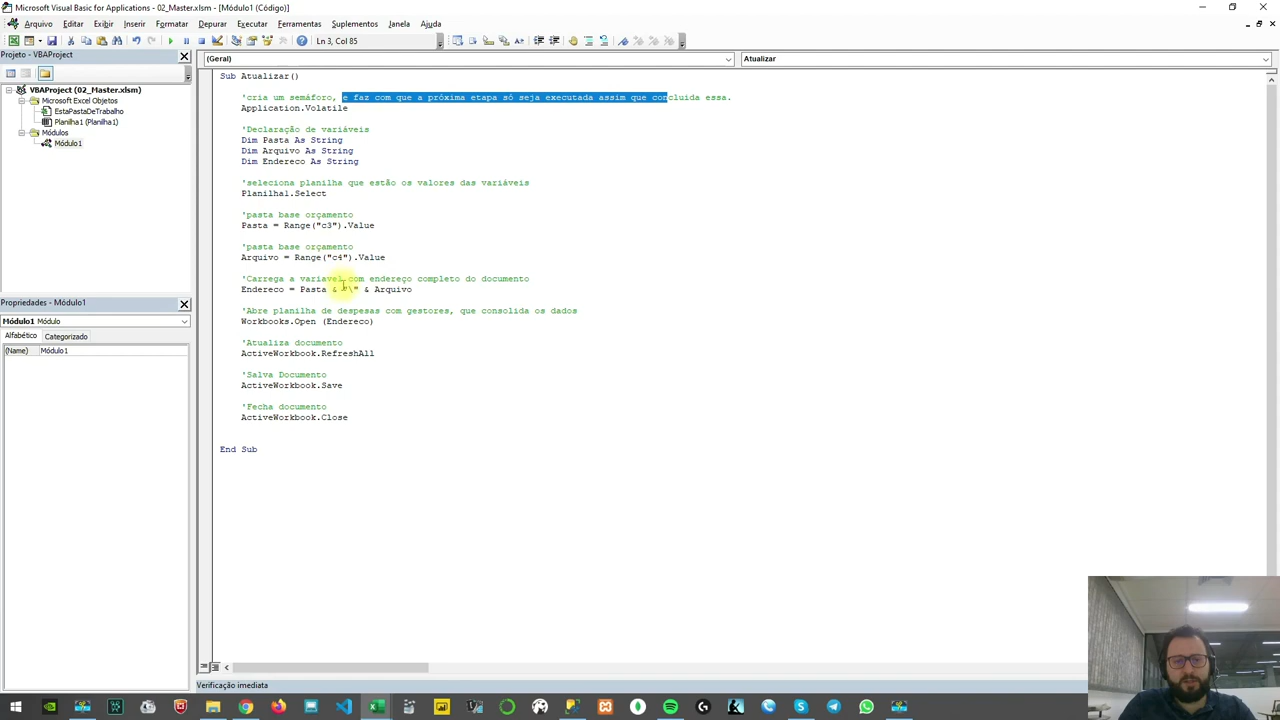 Microsoft Visual Basic for Applications - 02_Master.xlsm - [Módulo1 (Código)]
Arquivo Editar Exibir Inserir Formatar Depurar Executar Ferramentas Suplementos Janela Ajuda
Ln 3, Col 85
Projeto - VBAProject
(Geral)
Atualizar
VBAProject (02_Master.xlsm)
Microsoft Excel Objetos
EstaPastaDeTrabalho
Planilha1 (Planilha1)
Módulos
Módulo1
Sub Atualizar()
'cria um semáforo, e faz com que a próxima etapa só seja executada assim que concluida essa.
Application.Volatile
'Declaração de variáveis
Dim Pasta As String
Dim Arquivo As String
Dim Endereco As String
'seleciona planilha que estão os valores das variáveis
Planilha1.Select
'pasta base orçamento
Pasta = Range("c3").Value
'pasta base orçamento
Arquivo = Range("c4").Value
'Carrega a variavel com endereço completo do documento
Endereco = Pasta & "\" & Arquivo
'Abre planilha de despesas com gestores, que consolida os dados
Workbooks.Open (Endereco)
'Atualiza documento
ActiveWorkbook.RefreshAll
'Salva Documento
ActiveWorkbook.Save
'Fecha documento
ActiveWorkbook.Close
End Sub
Propriedades - Módulo1
Módulo1 Módulo
Alfabético Categorizado
(Name) Módulo1
Verificação imediata